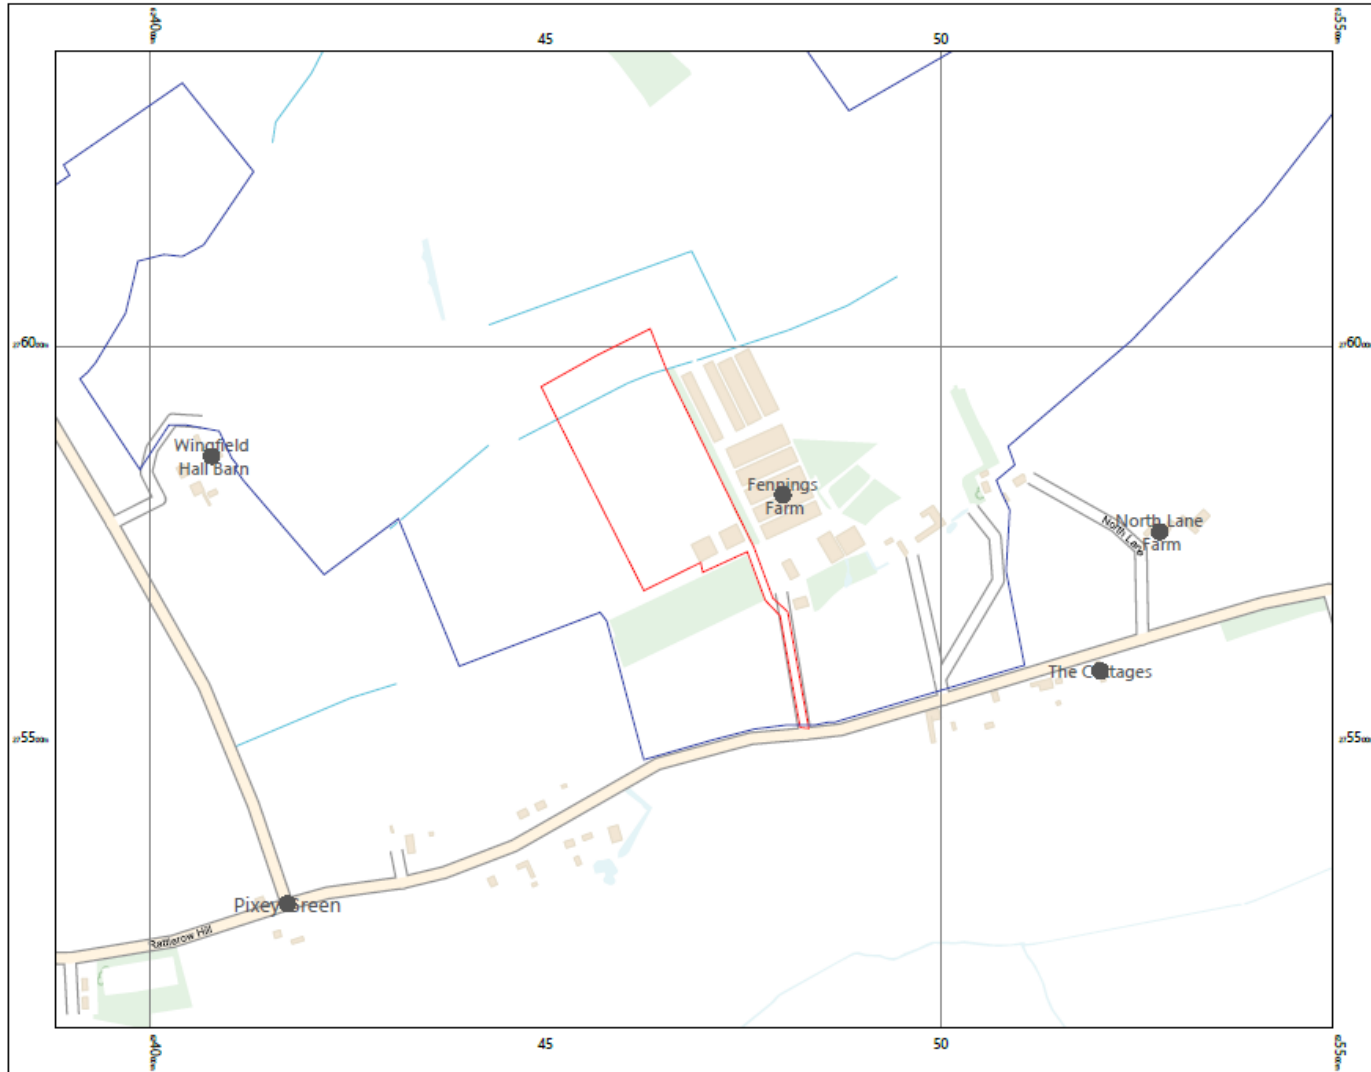 45
50
60
60
Wingfield
Hall Barn
Fennings
Farm
North Lane
North Lane
Farm
The Cottages
55
55
Pixey Green
Rattlerow Hill
45
50